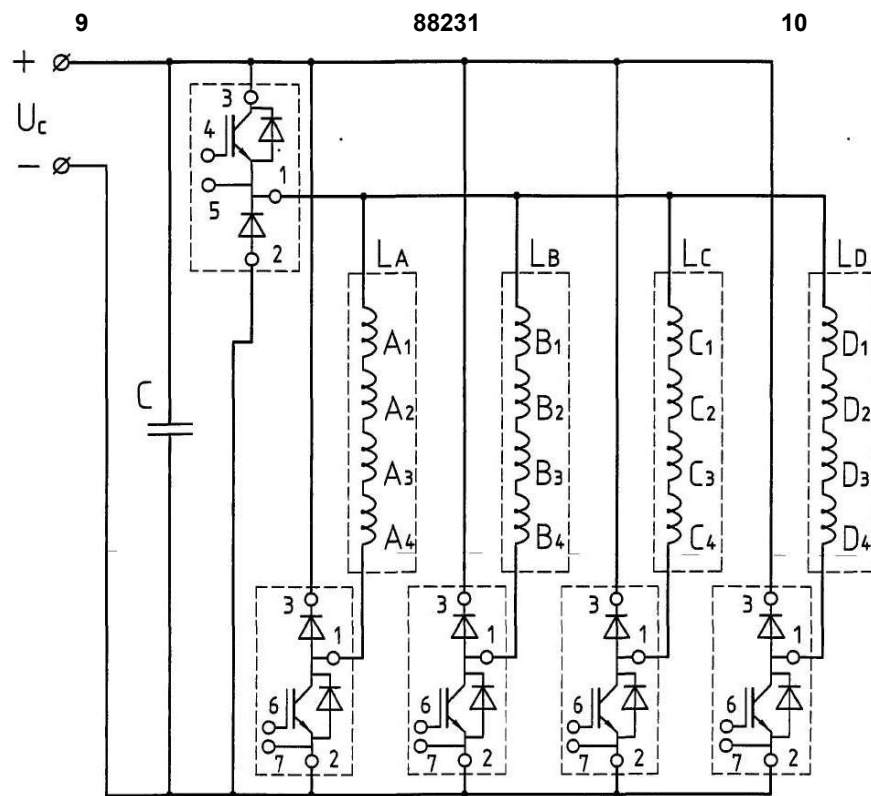 9 88231 10
+
3
Uc
4
1
-
5
2
LA LB LC LD
A1 B1 C1 D1
A2 B2 C2 D2
C
A3 B3 C3 D3
A4 B4 C4 D4
3 3 3 3
1 1 1 1
6 6 6 6
7 2 7 2 7 2 7 2